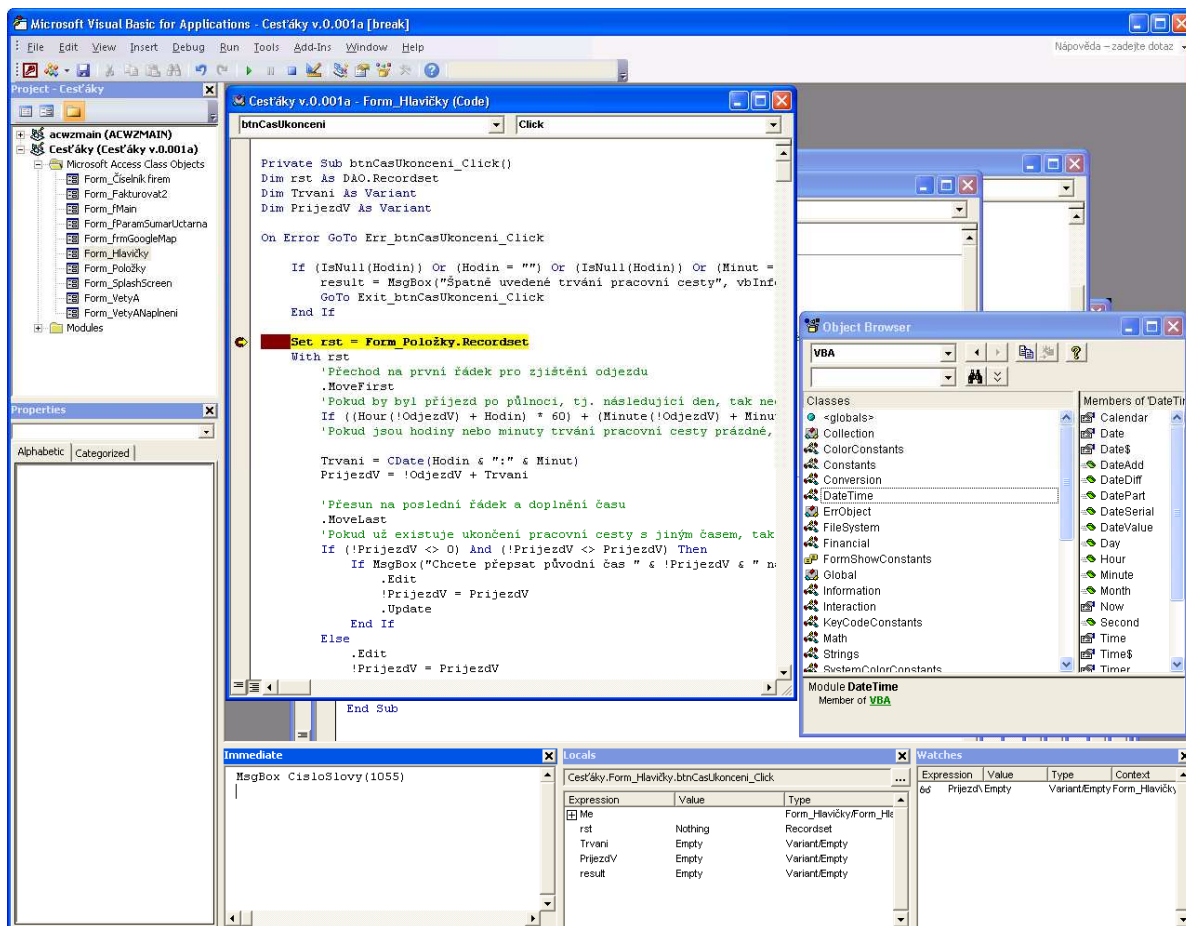 Microsoft Visual Basic for Applications - Cesťáky v.0.001a [break]
File Edit View Insert Debug Run Tools Add-Ins Window Help
Nápověda – zadejte dotaz
Project - Cesťáky
acwzmain (ACWZMAIN)
Cesťáky (Cesťáky v.0.001a)
Microsoft Access Class Objects
Form_Číselník firem
Form_Fakturovat2
Form_fMain
Form_fParamSumarUctarna
Form_frmGoogleMap
Form_Hlavičky
Form_Položky
Form_SplashScreen
Form_VetyA
Form_VetyANaplneni
Modules
Properties
Alphabetic Categorized
Cesťáky v.0.001a - Form_Hlavičky (Code)
btnCasUkonceni Click
Private Sub btnCasUkonceni_Click()
Dim rst As DAO.Recordset
Dim Trvani As Variant
Dim PrijezdV As Variant
On Error GoTo Err_btnCasUkonceni_Click
If (IsNull(Hodin)) Or (Hodin = "") Or (IsNull(Hodin)) Or (Minut =
result = MsgBox("Špatně uvedené trvání pracovní cesty", vbInfo
GoTo Exit_btnCasUkonceni_Click
End If
Set rst = Form_Položky.Recordset
With rst
'Přechod na první řádek pro zjištění odjezdu
.MoveFirst
'Pokud by byl příjezd po půlnoci, tj. následující den, tak ne
If ((Hour(!OdjezdV) + Hodin) * 60) + (Minute(!OdjezdV) + Minu
'Pokud jsou hodiny nebo minuty trvání pracovní cesty prázdné,
Trvani = CDate(Hodin & ":" & Minut)
PrijezdV = !OdjezdV + Trvani
'Přesun na poslední řádek a doplnění času
.MoveLast
'Pokud už existuje ukončení pracovní cesty s jiným časem, tak
If (!PrijezdV <> 0) And (!PrijezdV <> PrijezdV) Then
If MsgBox("Chcete přepsat původní čas " & !PrijezdV & " na
.Edit
!PrijezdV = PrijezdV
.Update
End If
Else
.Edit
!PrijezdV = PrijezdV
End Sub
Object Browser
VBA
Classes
<globals>
Collection
ColorConstants
Constants
Conversion
DateTime
ErrObject
FileSystem
Financial
FormShowConstants
Global
Information
Interaction
KeyCodeConstants
Math
Strings
SystemColorConstants
Members of 'DateTim
Calendar
Date
Date$
DateAdd
DateDiff
DatePart
DateSerial
DateValue
Day
Hour
Minute
Month
Now
Second
Time
Time$
Timer
Module DateTime
Member of VBA
Immediate
MsgBox CisloSlovy(1055)
Locals
Cesťáky.Form_Hlavičky.btnCasUkonceni_Click
Expression Value Type
Me Form_Hlavičky/Form_Hla
rst Nothing Recordset
Trvani Empty Variant/Empty
PrijezdV Empty Variant/Empty
result Empty Variant/Empty
Watches
Expression Value Type Context
Prijezd\ Empty Variant/Empty Form_Hlavičky